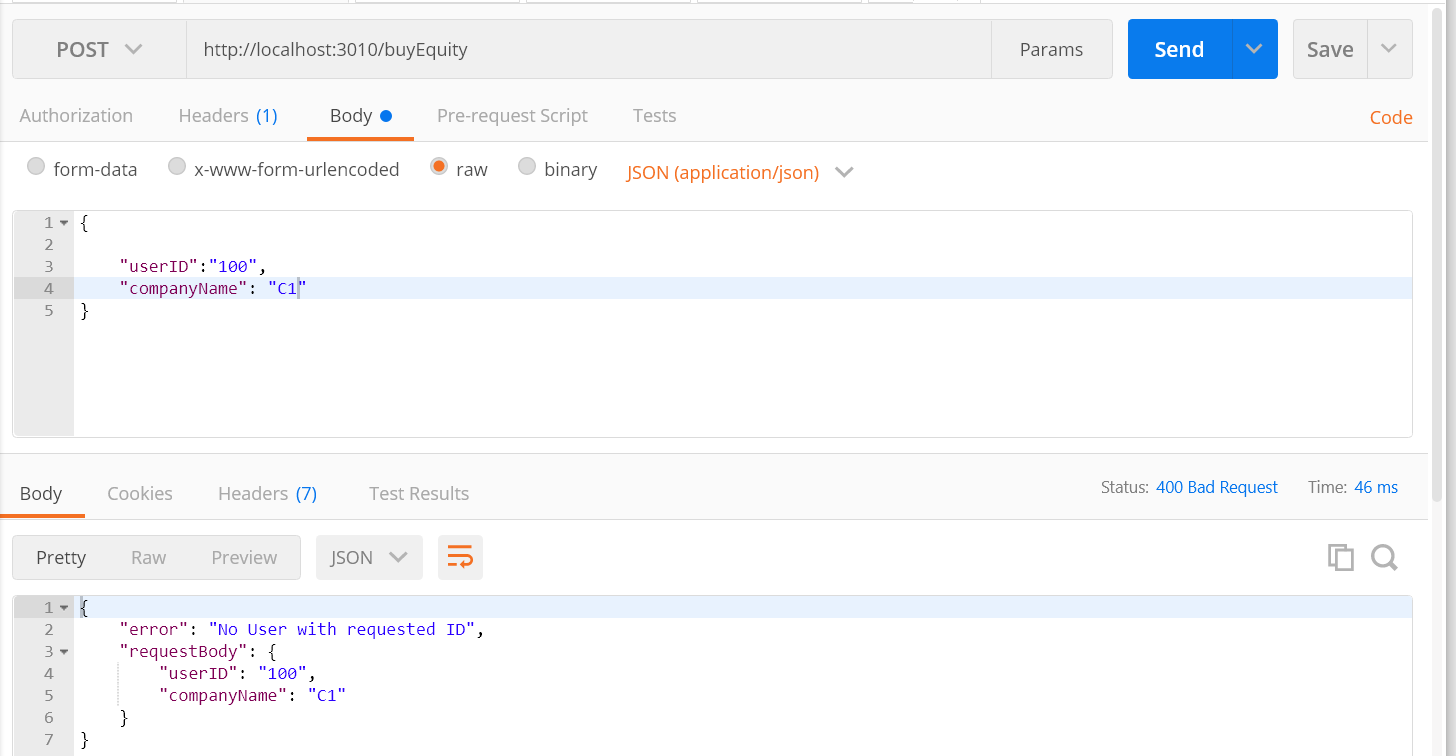 POST http://localhost:3010/buyEquity Params Send Save
Authorization Headers (1) Body Pre-request Script Tests Code
form-data x-www-form-urlencoded raw binary JSON (application/json)
1 {
2
3 "userID":"100",
4 "companyName": "C1"
5 }
Body Cookies Headers (7) Test Results Status: 400 Bad Request Time: 46 ms
Pretty Raw Preview JSON
1 {
2 "error": "No User with requested ID",
3 "requestBody": {
4 "userID": "100",
5 "companyName": "C1"
6 }
7 }